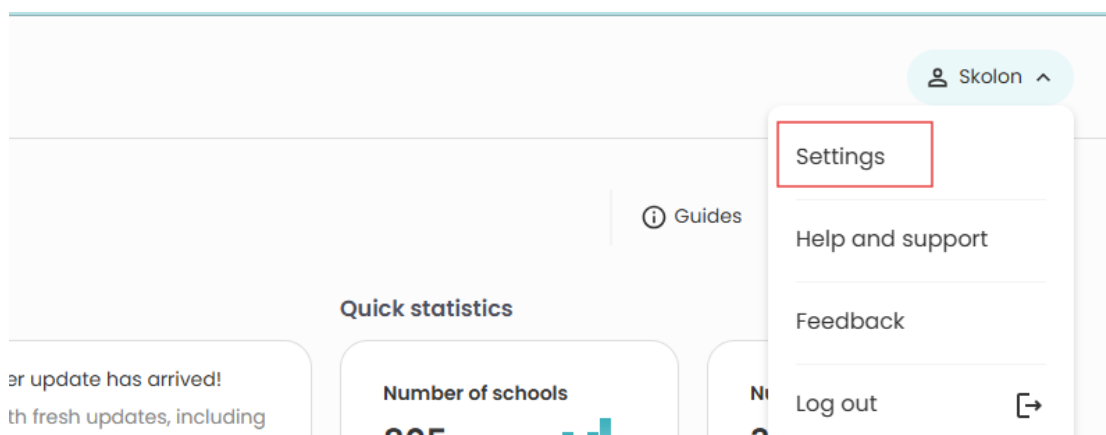 Skolon
Settings
Guides
Help and support
Quick statistics
Feedback
er update has arrived!
th fresh updates, including
Number of schools
Log out